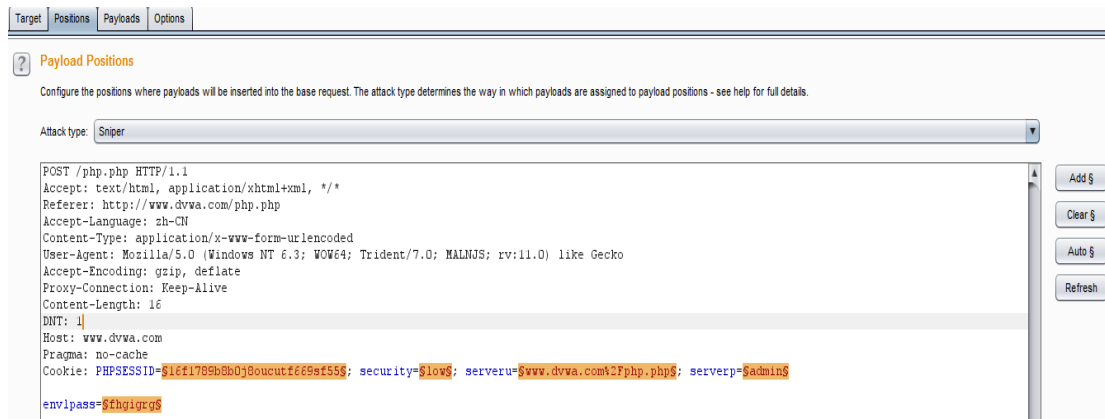 Target Positions Payloads Options
? Payload Positions
Configure the positions where payloads will be inserted into the base request. The attack type determines the way in which payloads are assigned to payload positions - see help for full details.
Attack type: Sniper
POST /php.php HTTP/1.1
Accept: text/html, application/xhtml+xml, */*
Referer: http://www.dvwa.com/php.php
Accept-Language: zh-CN
Content-Type: application/x-www-form-urlencoded
User-Agent: Mozilla/5.0 (Windows NT 6.3; WOW64; Trident/7.0; MALNJS; rv:11.0) like Gecko
Accept-Encoding: gzip, deflate
Proxy-Connection: Keep-Alive
Content-Length: 16
DNT: 1
Host: www.dvwa.com
Pragma: no-cache
Cookie: PHPSESSID=§16f1789b8b0j8oucutf669sf55§; security=§low§; serveru=§www.dvwa.com%2Fphp.php§; serverp=§admin§
envlpass=§fhgigrg§
Add §
Clear §
Auto §
Refresh